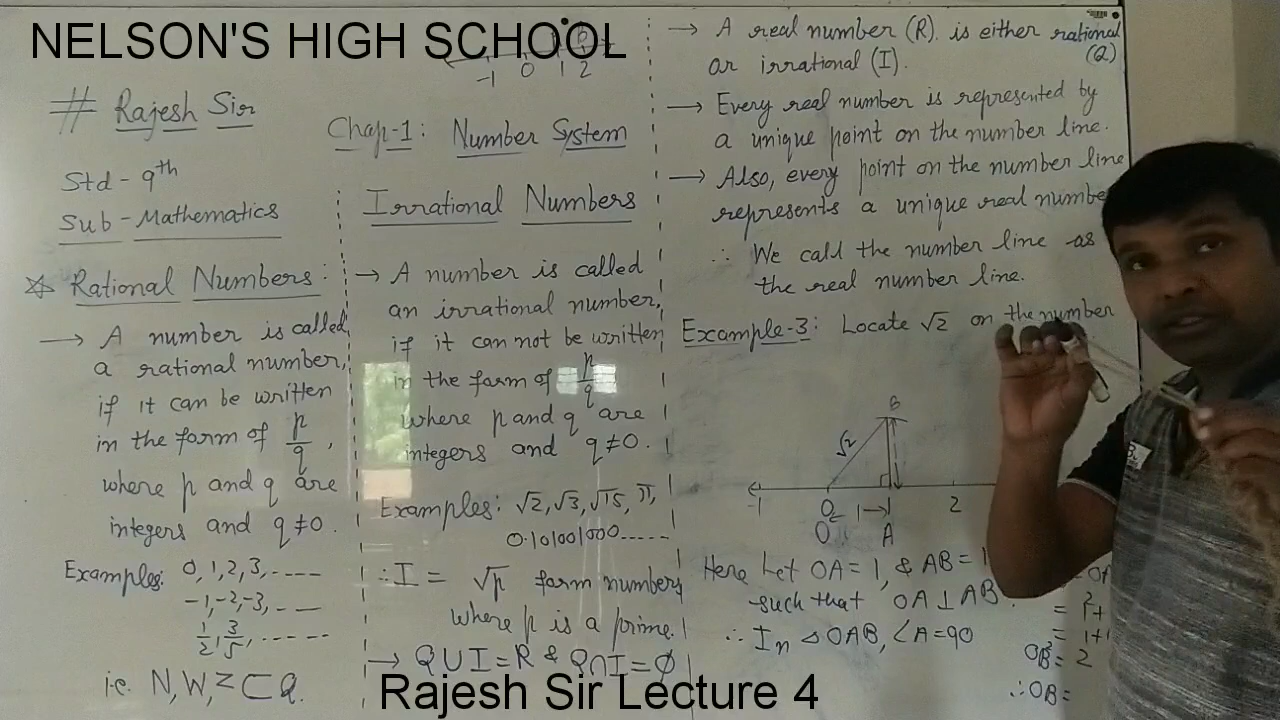 NELSON'S HIGH SCHOOL
-1 0 1 2
# Rajesh Sir
Std - 9th
Sub - Mathematics
Chap-1: Number System
☆ Rational Numbers:
→ A number is called
a rational number,
if it can be written
in the form of p/q,
where p and q are
integers and q≠0.
Examples: 0, 1, 2, 3, ----
-1, -2, -3, ----
1/2, 3/5, -----
i.e. N, W, Z ⊂ Q.
Irrational Numbers
→ A number is called
an irrational number,
if it can not be written
in the form of p/q
where p and q are
integers and q≠0.
Examples: √2, √3, √15, π,
0.101001000-----
∴ I = √p form numbers
where p is a prime.
→ Q∪I = R & Q∩I = ∅
→ A real number (R) is either rational (Q)
or irrational (I).
→ Every real number is represented by
a unique point on the number line.
→ Also, every point on the number line
represents a unique real numbe
∴ We call the number line as
the real number line.
Example-3: Locate √2 on the number
B
√2
-1 0 1 2
O A
Here Let OA = 1, & AB = 1
such that OA ⊥ AB.
∴ In △OAB, ∠A = 90
= 1²+
= 1+1
OB² = 2
∴ OB =
Rajesh Sir Lecture 4